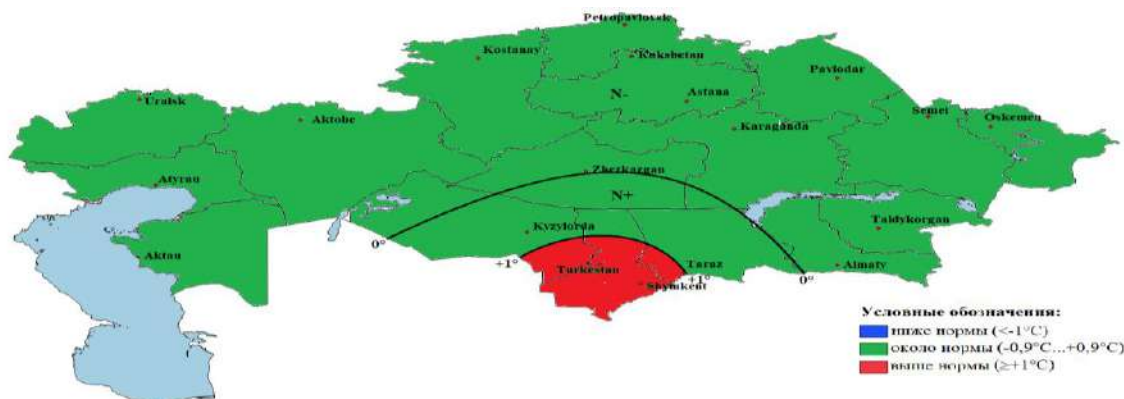 Petropavlosk
Kostanay
Kokshetau
Pavlodar
Uralsk
N-
Astana
Aktobe
Semei
Oskemen
Karaganda
Zhezkazgan
Atyrau
N+
Taldykorgan
Kyzylorda
0°
Aktau
+1°
Turkestan
Taraz
Almaty
Shymkent
+1°
0°
Условные обозначения:
ниже нормы (<-1°C)
около нормы (-0,9°C...+0,9°C)
выше нормы (≥+1°C)